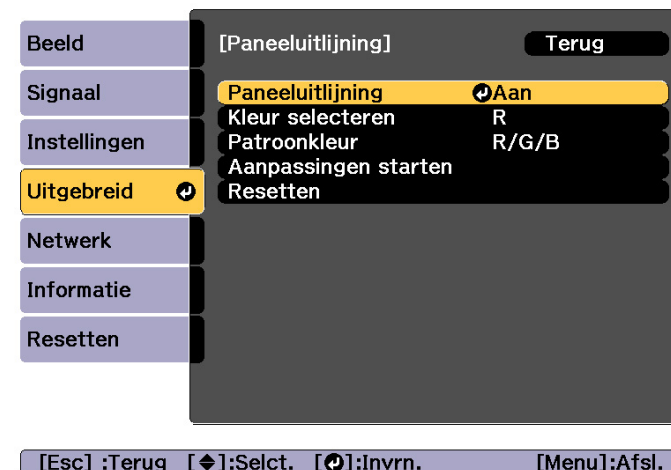 Beeld
Signaal
Instellingen
Uitgebreid
Netwerk
Informatie
Resetten
[Paneeluitlijning] Terug
Paneeluitlijning Aan
Kleur selecteren R
Patroonkleur R/G/B
Aanpassingen starten
Resetten
[Esc] :Terug [◆]:Selct. [↵]:Invrn. [Menu]:Afsl.